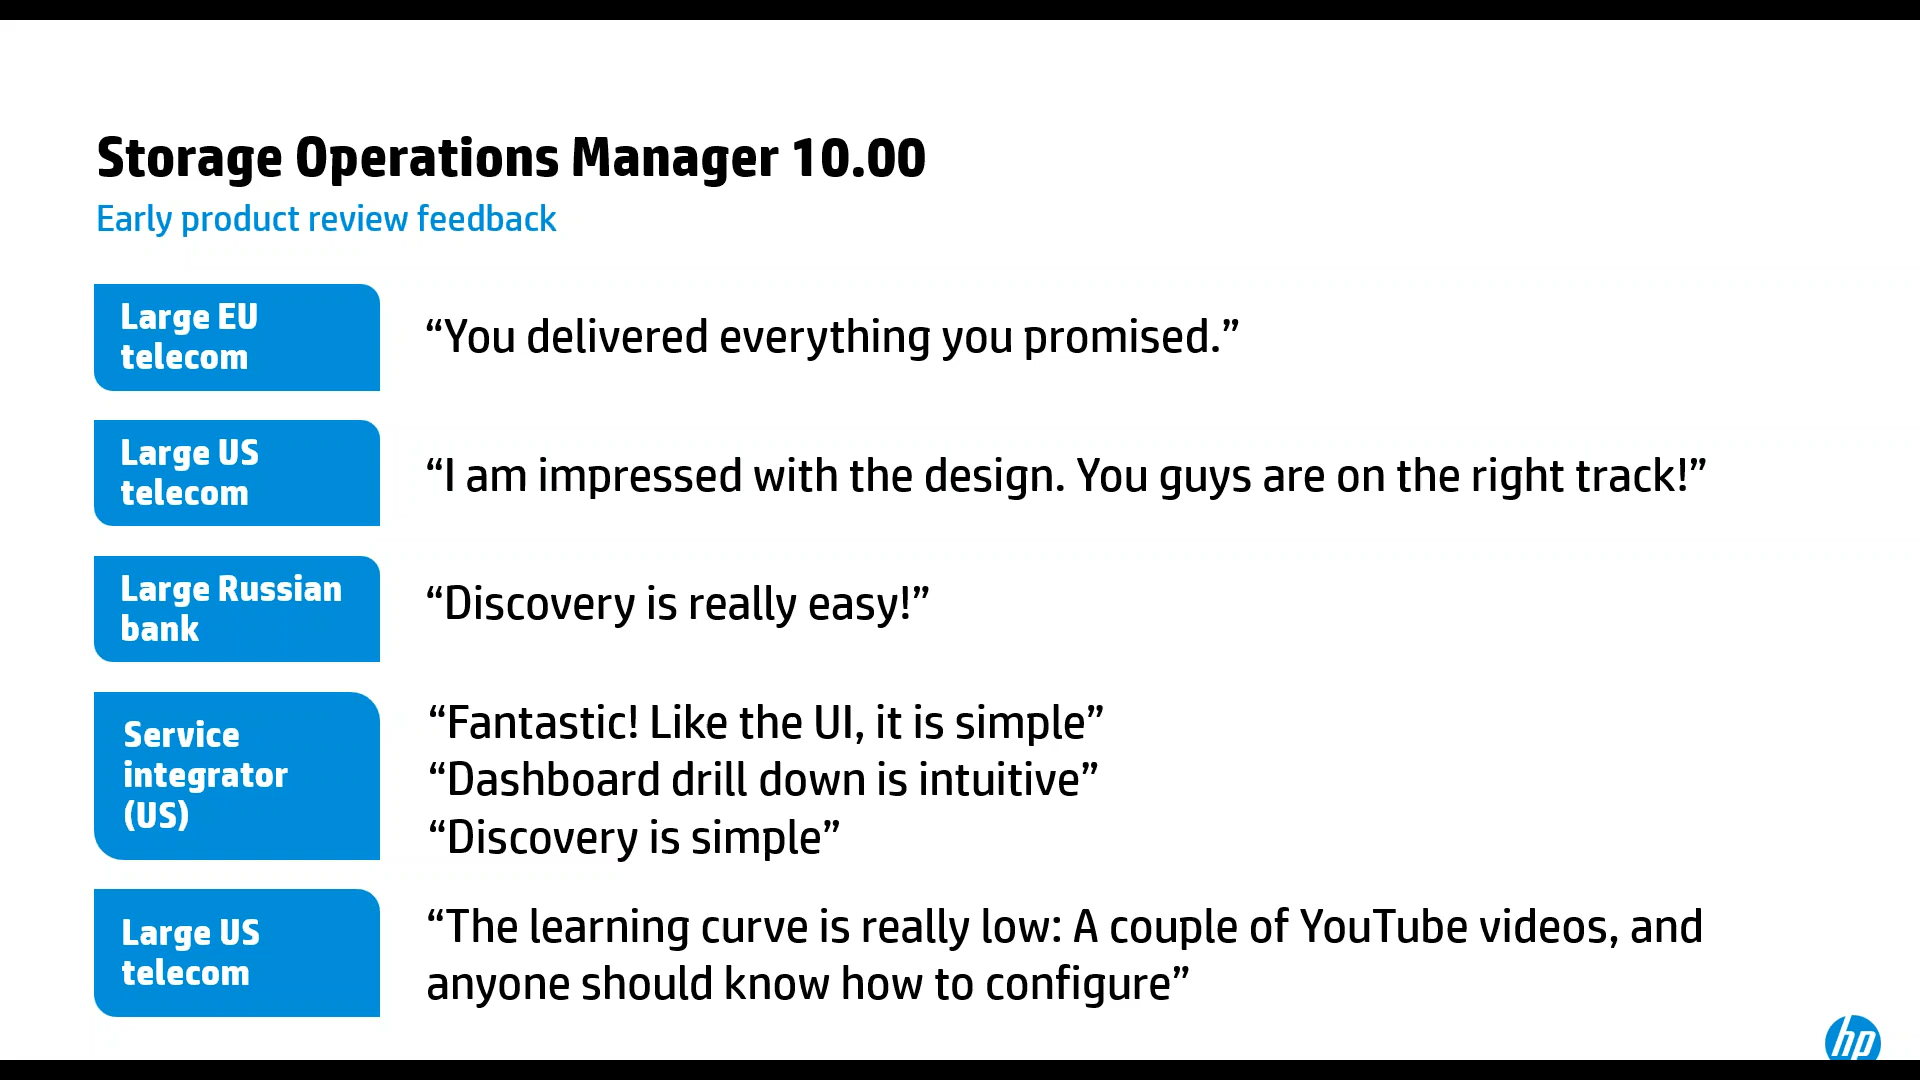 Storage Operations Manager 10.00
Early product review feedback
Large EU
telecom
“You delivered everything you promised.”
Large US
telecom
“I am impressed with the design. You guys are on the right track!”
Large Russian
bank
“Discovery is really easy!”
Service
integrator
(US)
“Fantastic! Like the UI, it is simple”
“Dashboard drill down is intuitive”
“Discovery is simple”
Large US
telecom
“The learning curve is really low: A couple of YouTube videos, and
anyone should know how to configure”
hp